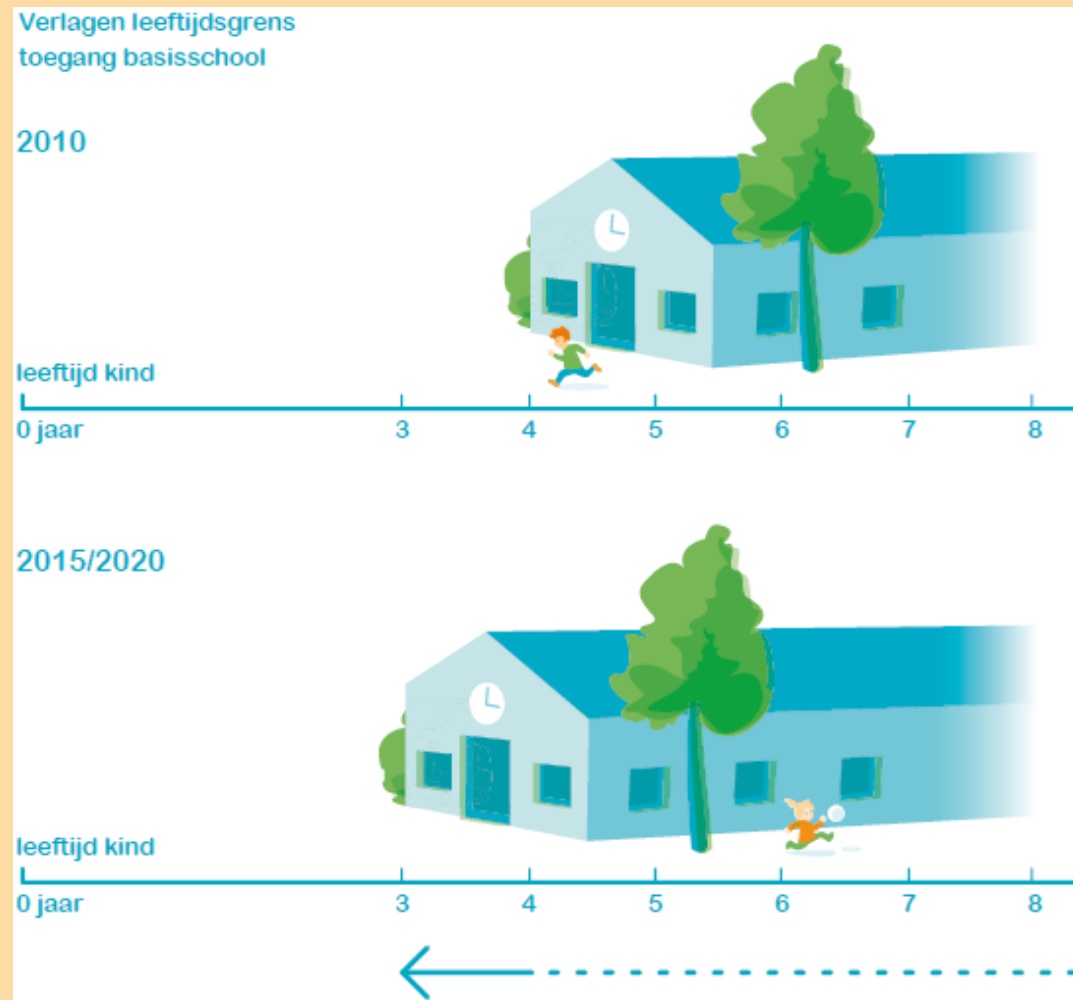 Verlagen leeftijdsgrens
toegang basisschool
2010
leeftijd kind
0 jaar 3 4 5 6 7 8
2015/2020
leeftijd kind
0 jaar 3 4 5 6 7 8